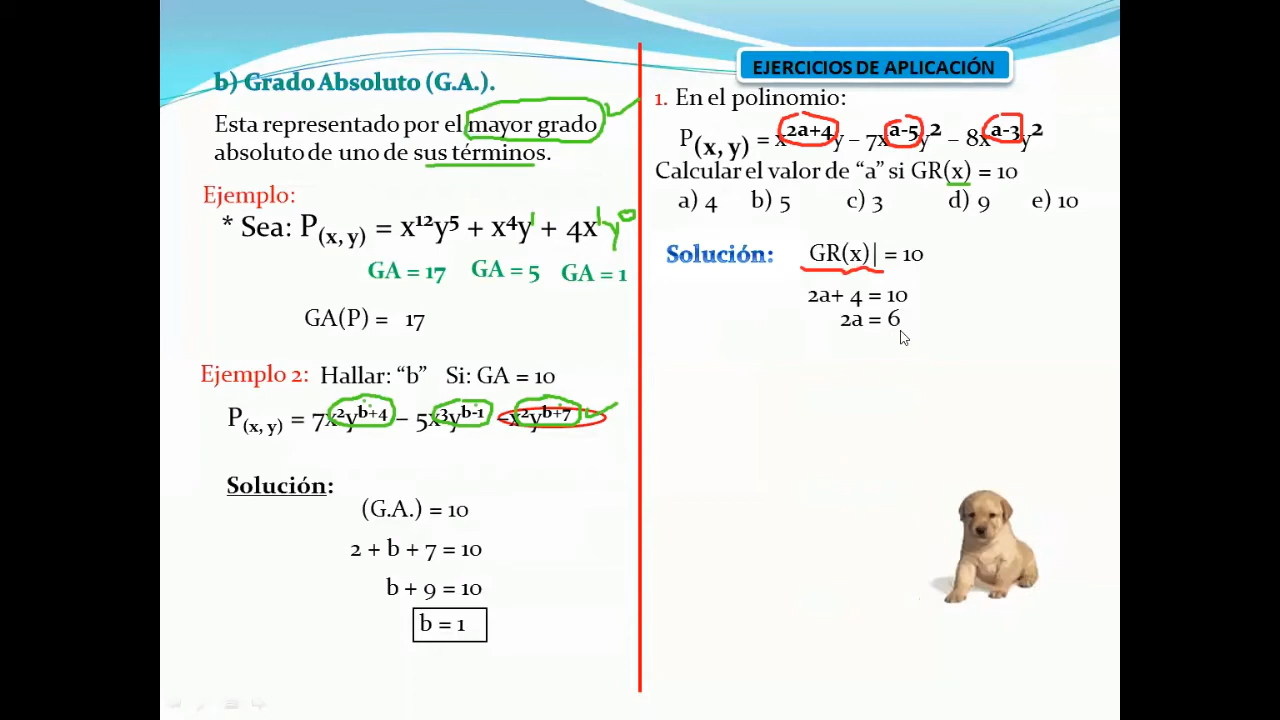 b) Grado Absoluto (G.A.).
Esta representado por el mayor grado
absoluto de uno de sus términos.
Ejemplo:
* Sea: P(x, y) = x¹²y⁵ + x⁴y¹ + 4x¹y⁰
GA = 17 GA = 5 GA = 1
GA(P) = 17
Ejemplo 2: Hallar: “b” Si: GA = 10
P(x, y) = 7x²yᵇ⁺⁴ – 5x³yᵇ⁻¹ –x²yᵇ⁺⁷
Solución:
(G.A.) = 10
2 + b + 7 = 10
b + 9 = 10
b = 1
EJERCICIOS DE APLICACIÓN
1. En el polinomio:
P(x, y) = x²ᵃ⁺⁴y – 7xᵃ⁻⁵y² – 8xᵃ⁻³y²
Calcular el valor de “a” si GR(x) = 10
a) 4 b) 5 c) 3 d) 9 e) 10
Solución: GR(x)| = 10
2a+ 4 = 10
2a = 6